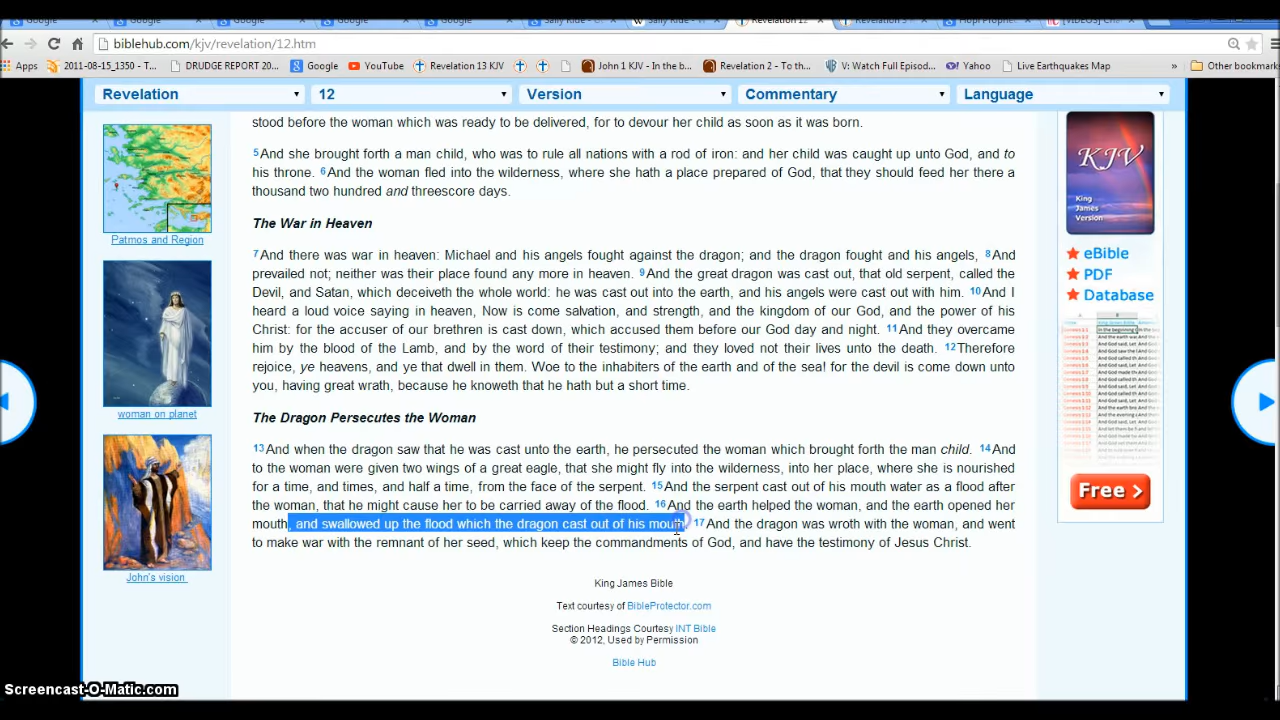 Google Google Google Google Google Sally Ride - Revelation 12 Revelation Hopi Prophe
biblehub.com/kjv/revelation/12.htm
Apps 2011-08-15_1350 - T... DRUDGE REPORT 20... Google YouTube Revelation 13 KJV John 1 KJV - In the b... Revelation 2 - To th... V: Watch Full Episod... Yahoo Live Earthquakes Map » Other bookmark
Revelation 12 Version Commentary Language
stood before the woman which was ready to be delivered, for to devour her child as soon as it was born.
5And she brought forth a man child, who was to rule all nations with a rod of iron: and her child was caught up unto God, and to
his throne. 6And the woman fled into the wilderness, where she hath a place prepared of God, that they should feed her there a
thousand two hundred and threescore days.
The War in Heaven
7And there was war in heaven: Michael and his angels fought against the dragon; and the dragon fought and his angels, 8And
prevailed not; neither was their place found any more in heaven. 9And the great dragon was cast out, that old serpent, called the
Devil, and Satan, which deceiveth the whole world: he was cast out into the earth, and his angels were cast out with him. 10And I
heard a loud voice saying in heaven, Now is come salvation, and strength, and the kingdom of our God, and the power of his
Christ: for the accuser of our brethren is cast down, which accused them before our God day and night. 11And they overcame
him by the blood of the Lamb, and by the word of their testimony; and they loved not their lives unto the death. 12Therefore
rejoice, ye heavens, and ye that dwell in them. Woe to the inhabiters of the earth and of the sea! for the devil is come down unto
you, having great wrath, because he knoweth that he hath but a short time.
The Dragon Persecutes the Woman
13And when the dragon saw that he was cast unto the earth, he persecuted the woman which brought forth the man child. 14And
to the woman were given two wings of a great eagle, that she might fly into the wilderness, into her place, where she is nourished
for a time, and times, and half a time, from the face of the serpent. 15And the serpent cast out of his mouth water as a flood after
the woman, that he might cause her to be carried away of the flood. 16And the earth helped the woman, and the earth opened her
mouth, and swallowed up the flood which the dragon cast out of his mouth. 17And the dragon was wroth with the woman, and went
to make war with the remnant of her seed, which keep the commandments of God, and have the testimony of Jesus Christ.
King James Bible
Text courtesy of BibleProtector.com
Section Headings Courtesy INT Bible
© 2012, Used by Permission
Bible Hub
Patmos and Region
woman on planet
John's vision
KJV
King
James
Version
eBible
PDF
Database
Free >
Screencast-O-Matic.com